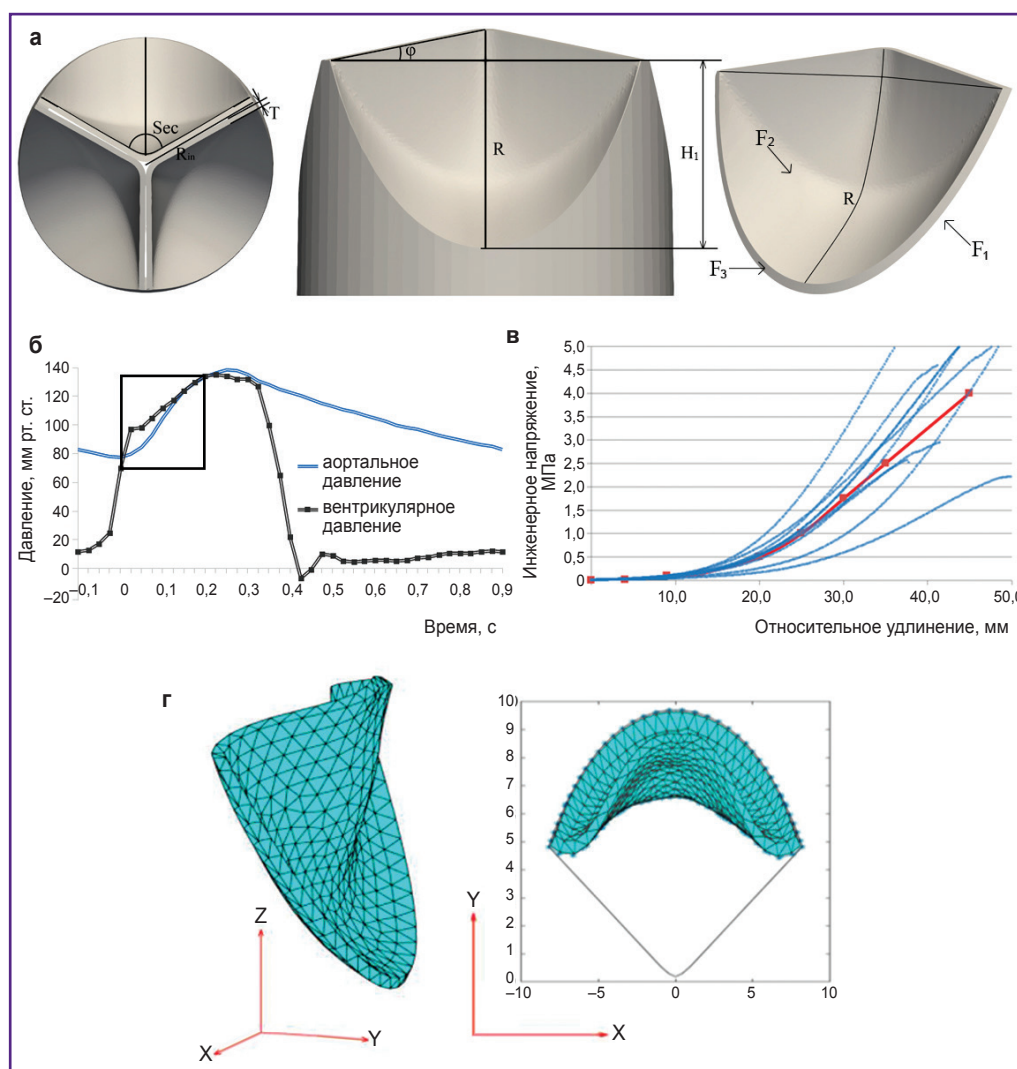 а
Sec
R_in
T
φ
R
H₁
F₂
R
F₁
F₃
б
Давление, мм рт. ст.
140
120
100
80
60
40
20
0
–20
–0,1 0 0,1 0,2 0,3 0,4 0,5 0,6 0,7 0,8 0,9
аортальное
давление
вентрикулярное
давление
Время, с
в
Инженерное напряжение,
МПа
5,0
4,5
4,0
3,5
3,0
2,5
2,0
1,5
1,0
0,5
0
10,0 20,0 30,0 40,0 50,0
Относительное удлинение, мм
г
Z
X
Y
10
9
8
7
6
5
4
3
2
1
0
–10 –5 0 5 10
Y
X